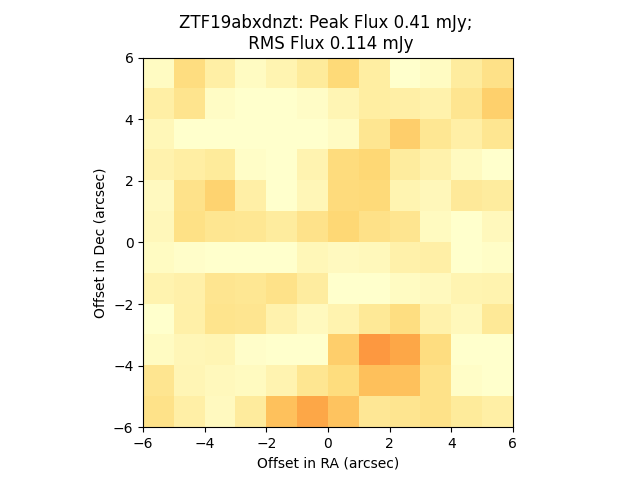 ZTF19abxdnzt: Peak Flux 0.41 mJy;
RMS Flux 0.114 mJy
6
4
2
0
−2
−4
−6
Offset in Dec (arcsec)
−6 −4 −2 0 2 4 6
Offset in RA (arcsec)